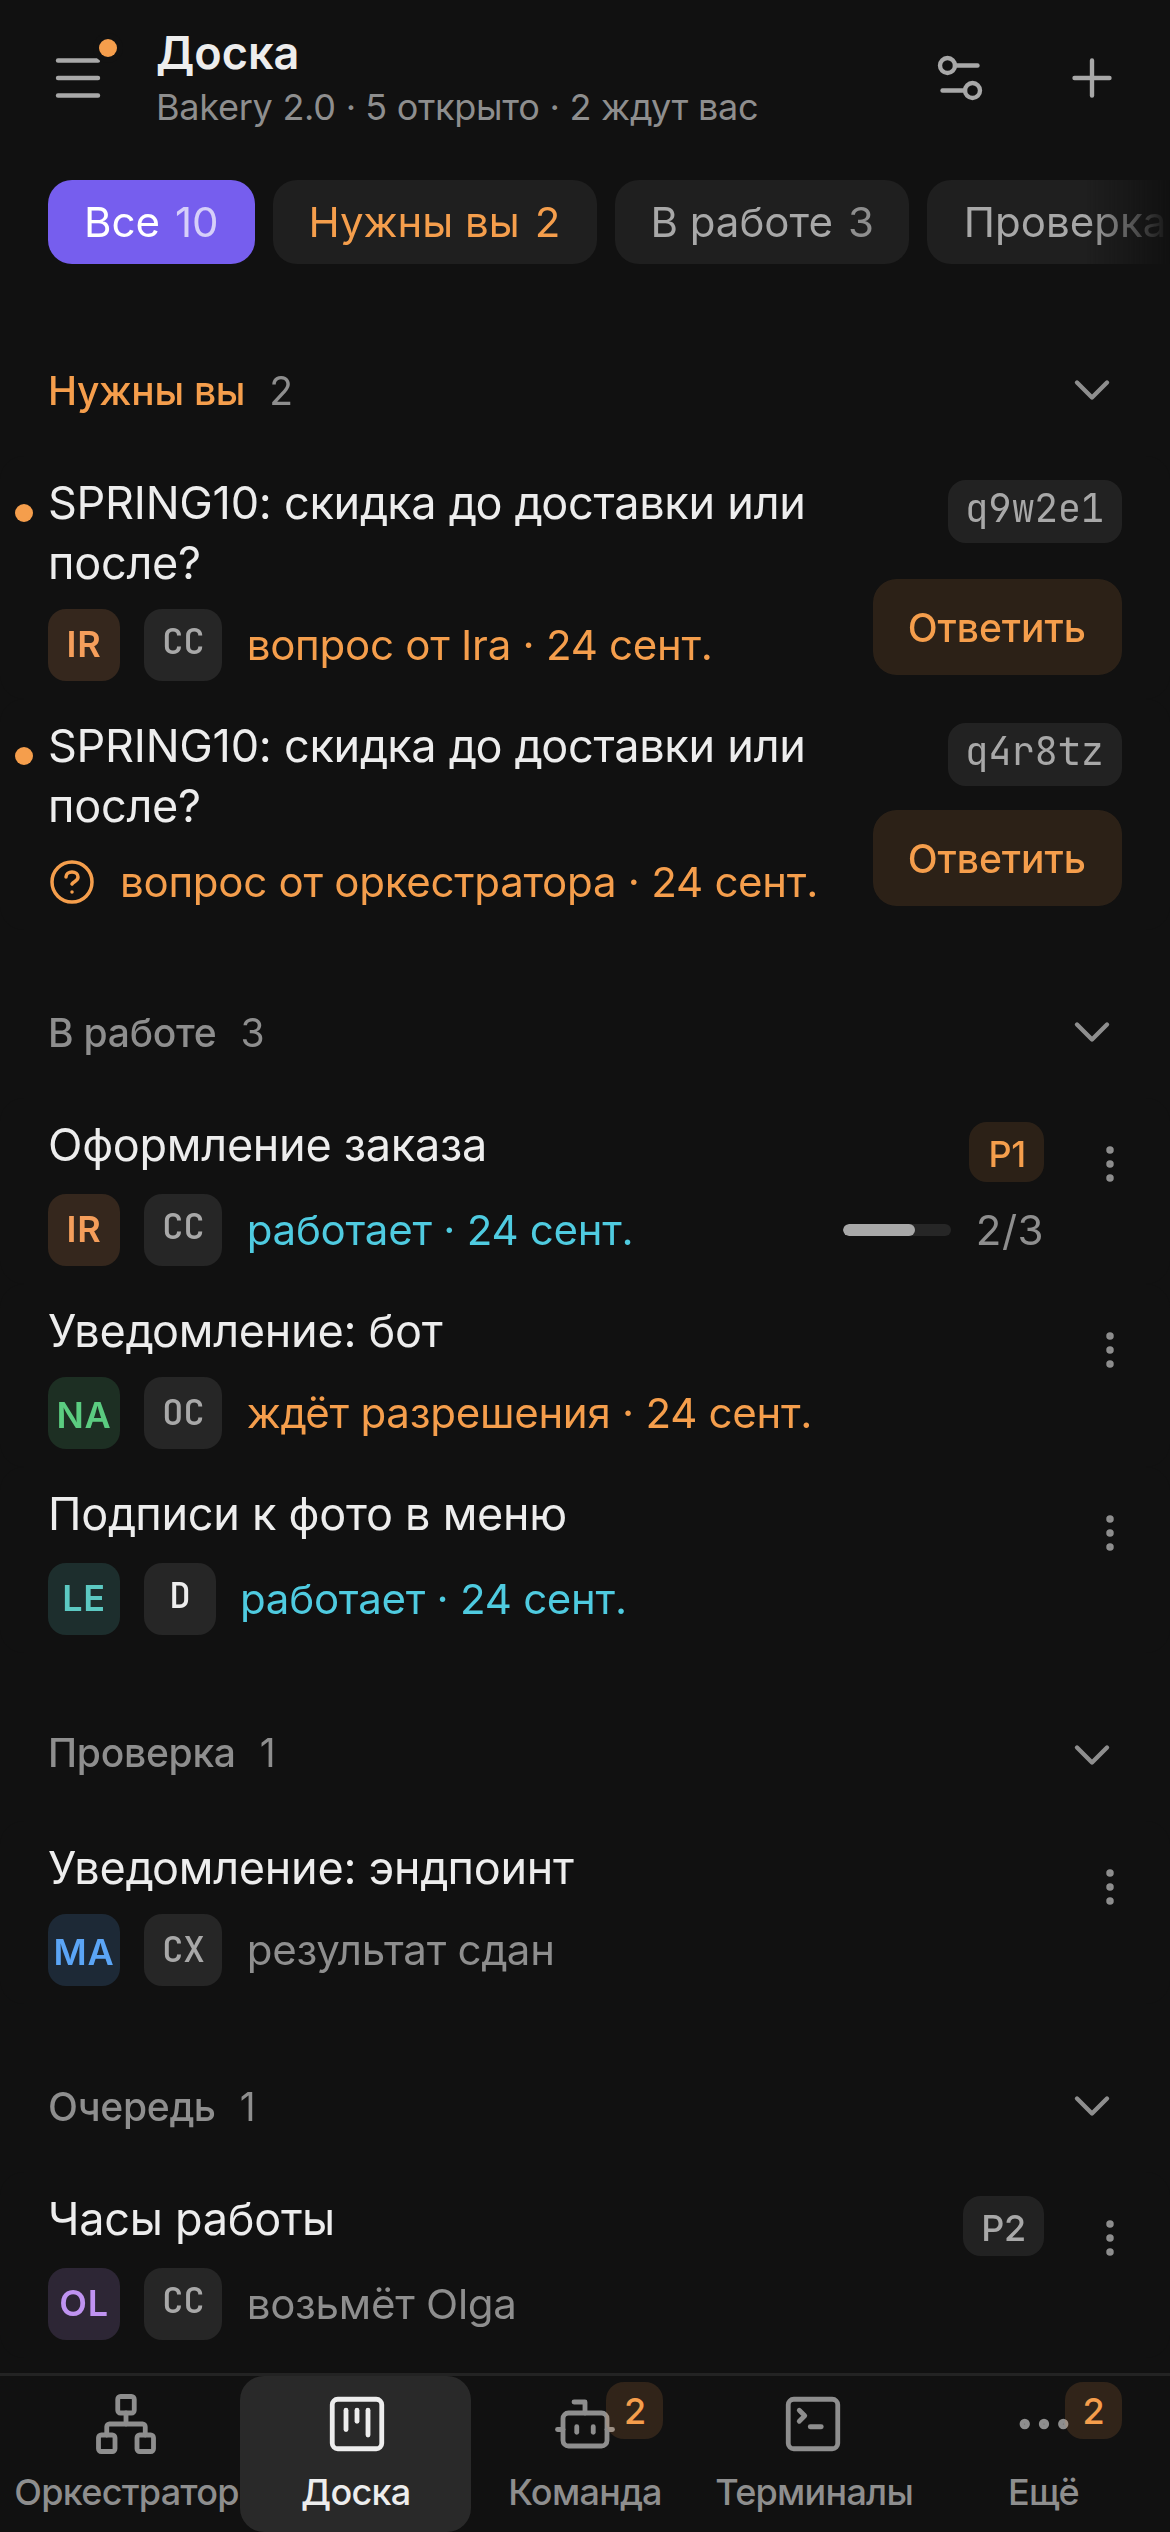 Доска
Bakery 2.0 · 5 открыто · 2 ждут вас
Все 10
Нужны вы 2
В работе 3
Проверка
Нужны вы 2
SPRING10: скидка до доставки или
после?
q9w2e1
IR CC вопрос от Ira · 24 сент.
Ответить
SPRING10: скидка до доставки или
после?
q4r8tz
вопрос от оркестратора · 24 сент.
Ответить
В работе 3
Оформление заказа
P1
IR CC работает · 24 сент.
2/3
Уведомление: бот
NA OC ждёт разрешения · 24 сент.
Подписи к фото в меню
LE D работает · 24 сент.
Проверка 1
Уведомление: эндпоинт
MA CX результат сдан
Очередь 1
Часы работы
P2
OL CC возьмёт Olga
Оркестратор
Доска
2
Команда
Терминалы
2
Ещё